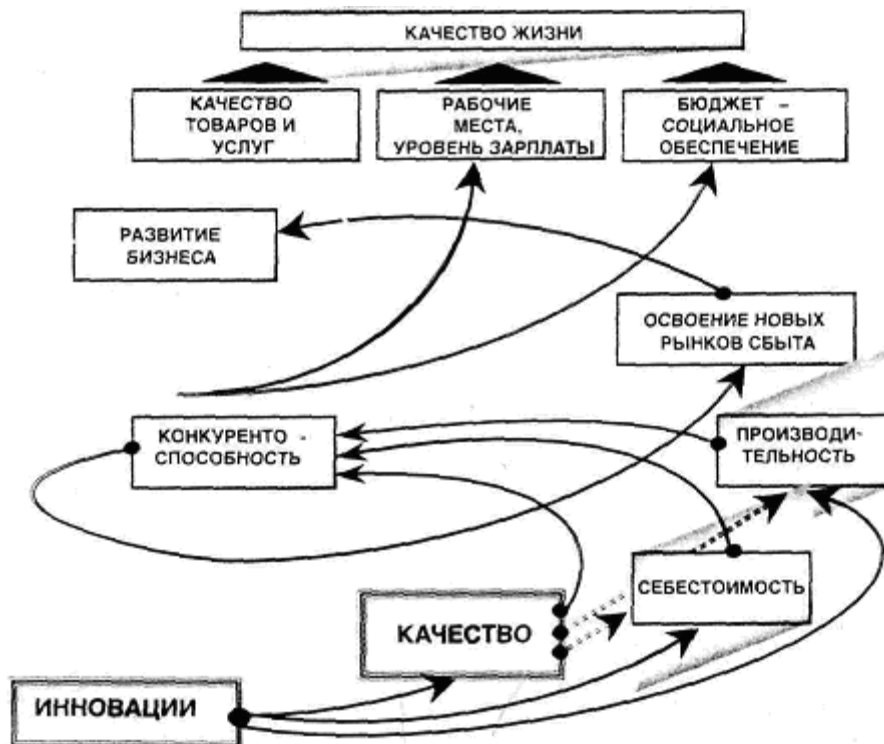 КАЧЕСТВО ЖИЗНИ
КАЧЕСТВО
ТОВАРОВ И
УСЛУГ
РАБОЧИЕ
МЕСТА,
УРОВЕНЬ ЗАРПЛАТЫ
БЮДЖЕТ –
СОЦИАЛЬНОЕ
ОБЕСПЕЧЕНИЕ
РАЗВИТИЕ
БИЗНЕСА
ОСВОЕНИЕ НОВЫХ
РЫНКОВ СБЫТА
КОНКУРЕНТО -
СПОСОБНОСТЬ
ПРОИЗВОДИ-
ТЕЛЬНОСТЬ
СЕБЕСТОИМОСТЬ
КАЧЕСТВО
ИННОВАЦИИ